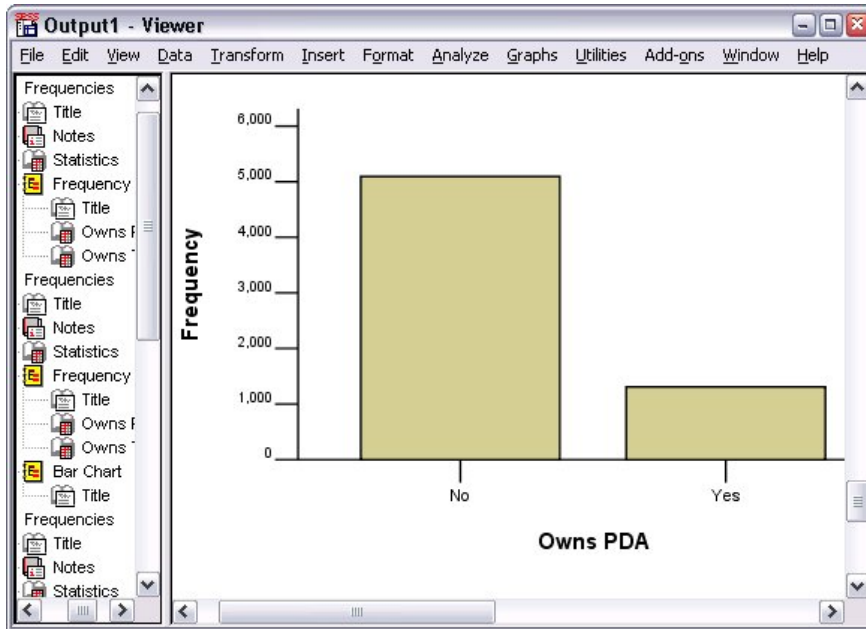 Output1 - Viewer
File Edit View Data Transform Insert Format Analyze Graphs Utilities Add-ons Window Help
Frequencies
Title
Notes
Statistics
Frequency
Title
Owns P
Owns T
Frequencies
Title
Notes
Statistics
Frequency
Title
Owns P
Owns T
Bar Chart
Title
Frequencies
Title
Notes
Statistics
Frequency
6,000
5,000
4,000
3,000
2,000
1,000
0
No
Yes
Owns PDA